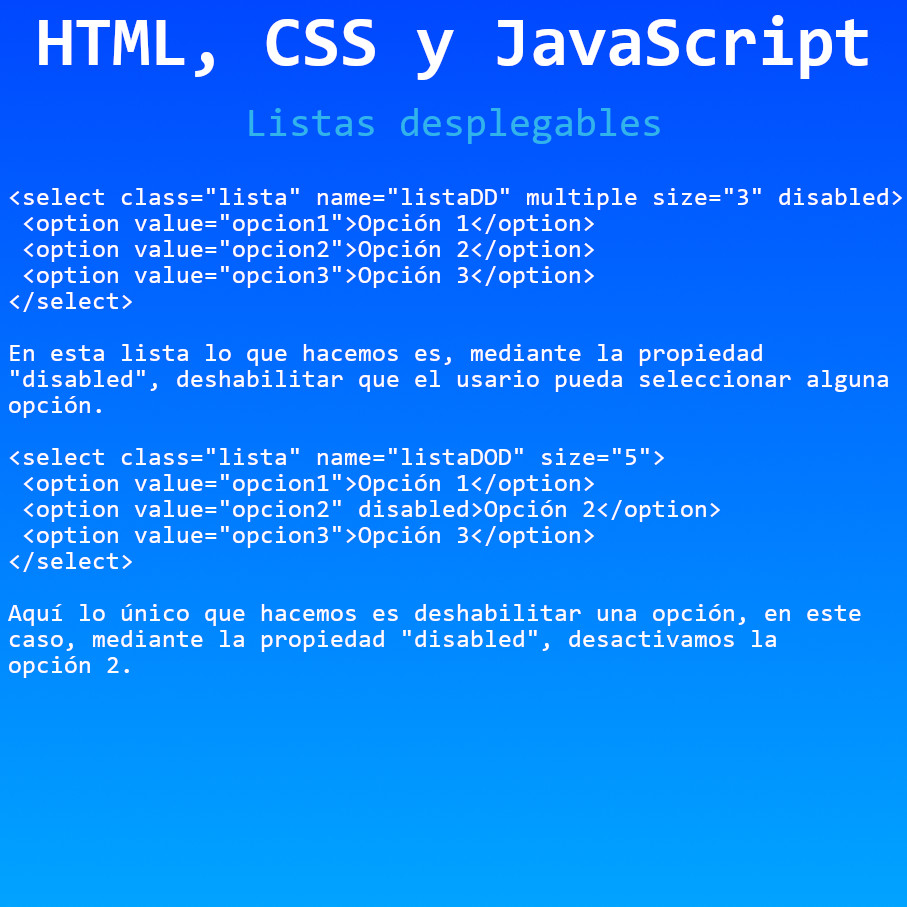 HTML, CSS y JavaScript
Listas desplegables
<select class="lista" name="listaDD" multiple size="3" disabled>
<option value="opcion1">Opción 1</option>
<option value="opcion2">Opción 2</option>
<option value="opcion3">Opción 3</option>
</select>
En esta lista lo que hacemos es, mediante la propiedad
"disabled", deshabilitar que el usario pueda seleccionar alguna
opción.
<select class="lista" name="listaDOD" size="5">
<option value="opcion1">Opción 1</option>
<option value="opcion2" disabled>Opción 2</option>
<option value="opcion3">Opción 3</option>
</select>
Aquí lo único que hacemos es deshabilitar una opción, en este
caso, mediante la propiedad "disabled", desactivamos la
opción 2.